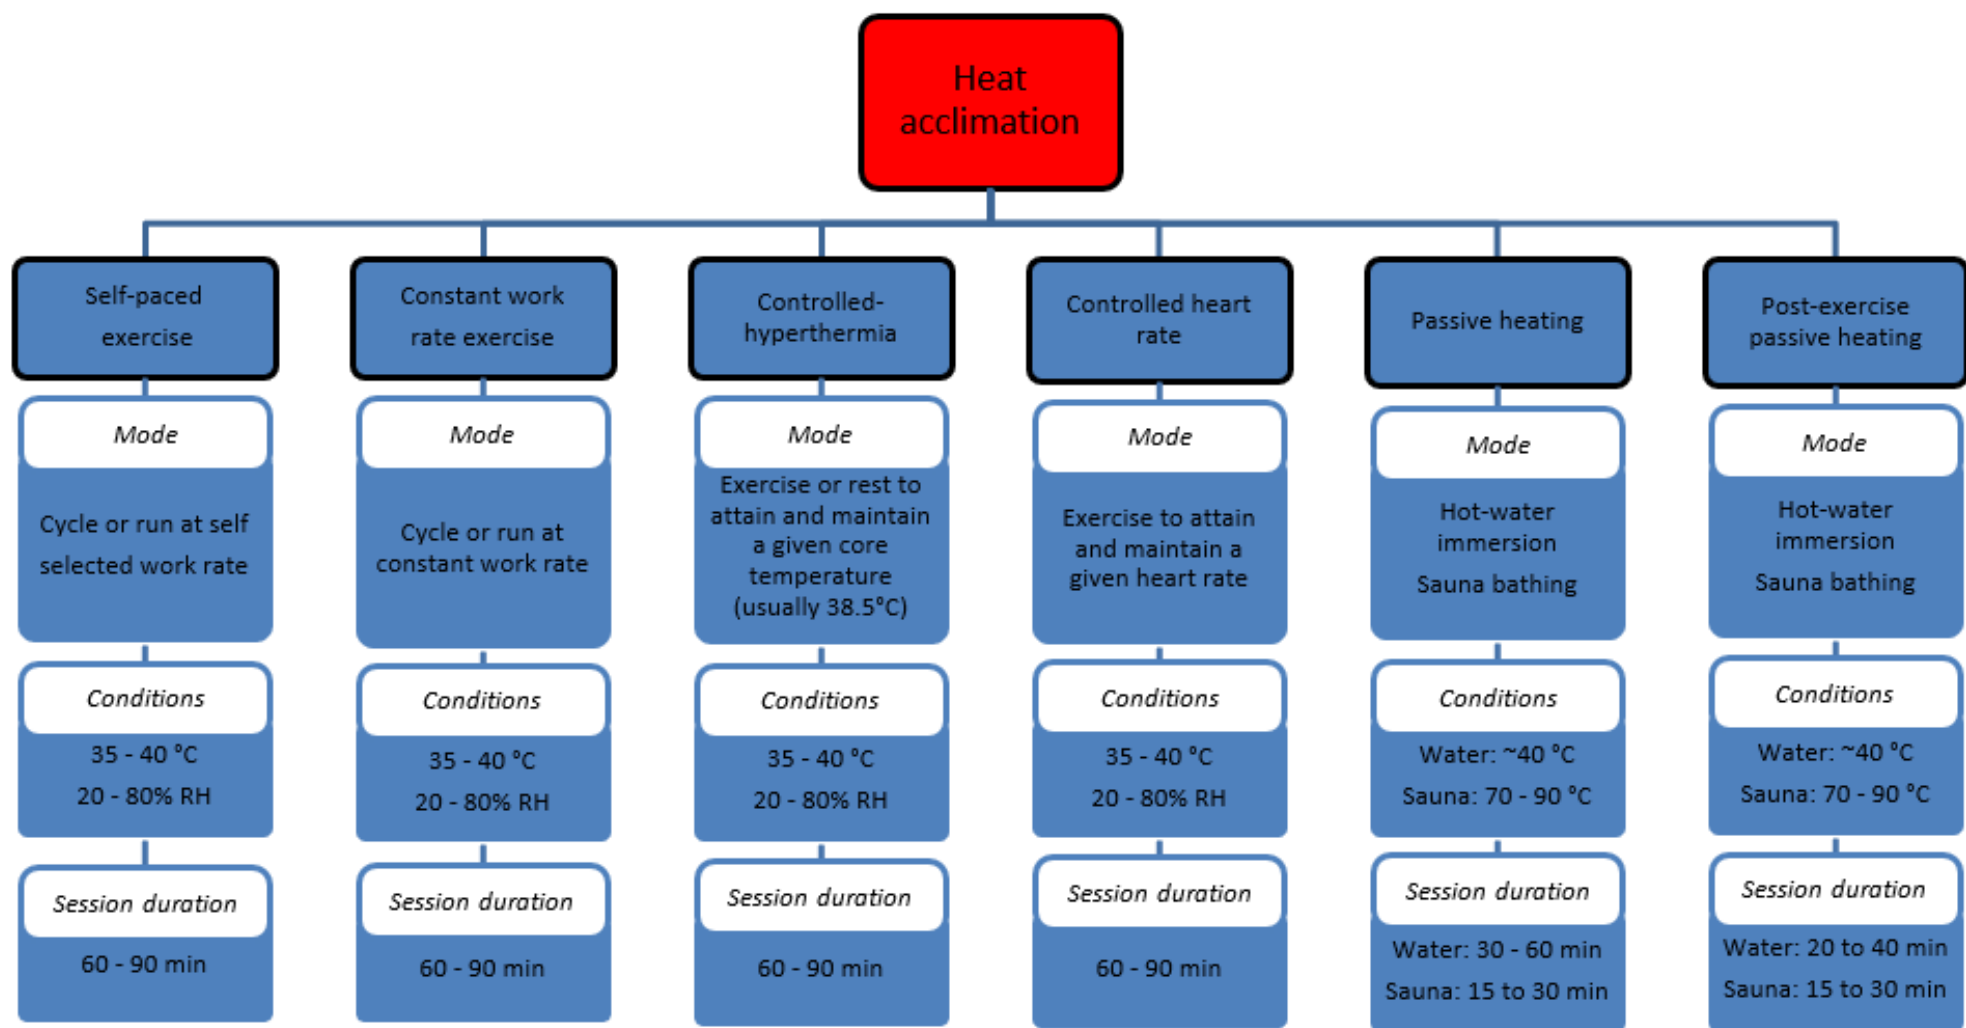 Heat
acclimation
Self-paced
exercise
Mode
Cycle or run at self
selected work rate
Conditions
35 - 40 °C
20 - 80% RH
Session duration
60 - 90 min
Constant work
rate exercise
Mode
Cycle or run at
constant work rate
Conditions
35 - 40 °C
20 - 80% RH
Session duration
60 - 90 min
Controlled-
hyperthermia
Mode
Exercise or rest to
attain and maintain
a given core
temperature
(usually 38.5°C)
Conditions
35 - 40 °C
20 - 80% RH
Session duration
60 - 90 min
Controlled heart
rate
Mode
Exercise to attain
and maintain a
given heart rate
Conditions
35 - 40 °C
20 - 80% RH
Session duration
60 - 90 min
Passive heating
Mode
Hot-water
immersion
Sauna bathing
Conditions
Water: ~40 °C
Sauna: 70 - 90 °C
Session duration
Water: 30 - 60 min
Sauna: 15 to 30 min
Post-exercise
passive heating
Mode
Hot-water
immersion
Sauna bathing
Conditions
Water: ~40 °C
Sauna: 70 - 90 °C
Session duration
Water: 20 to 40 min
Sauna: 15 to 30 min